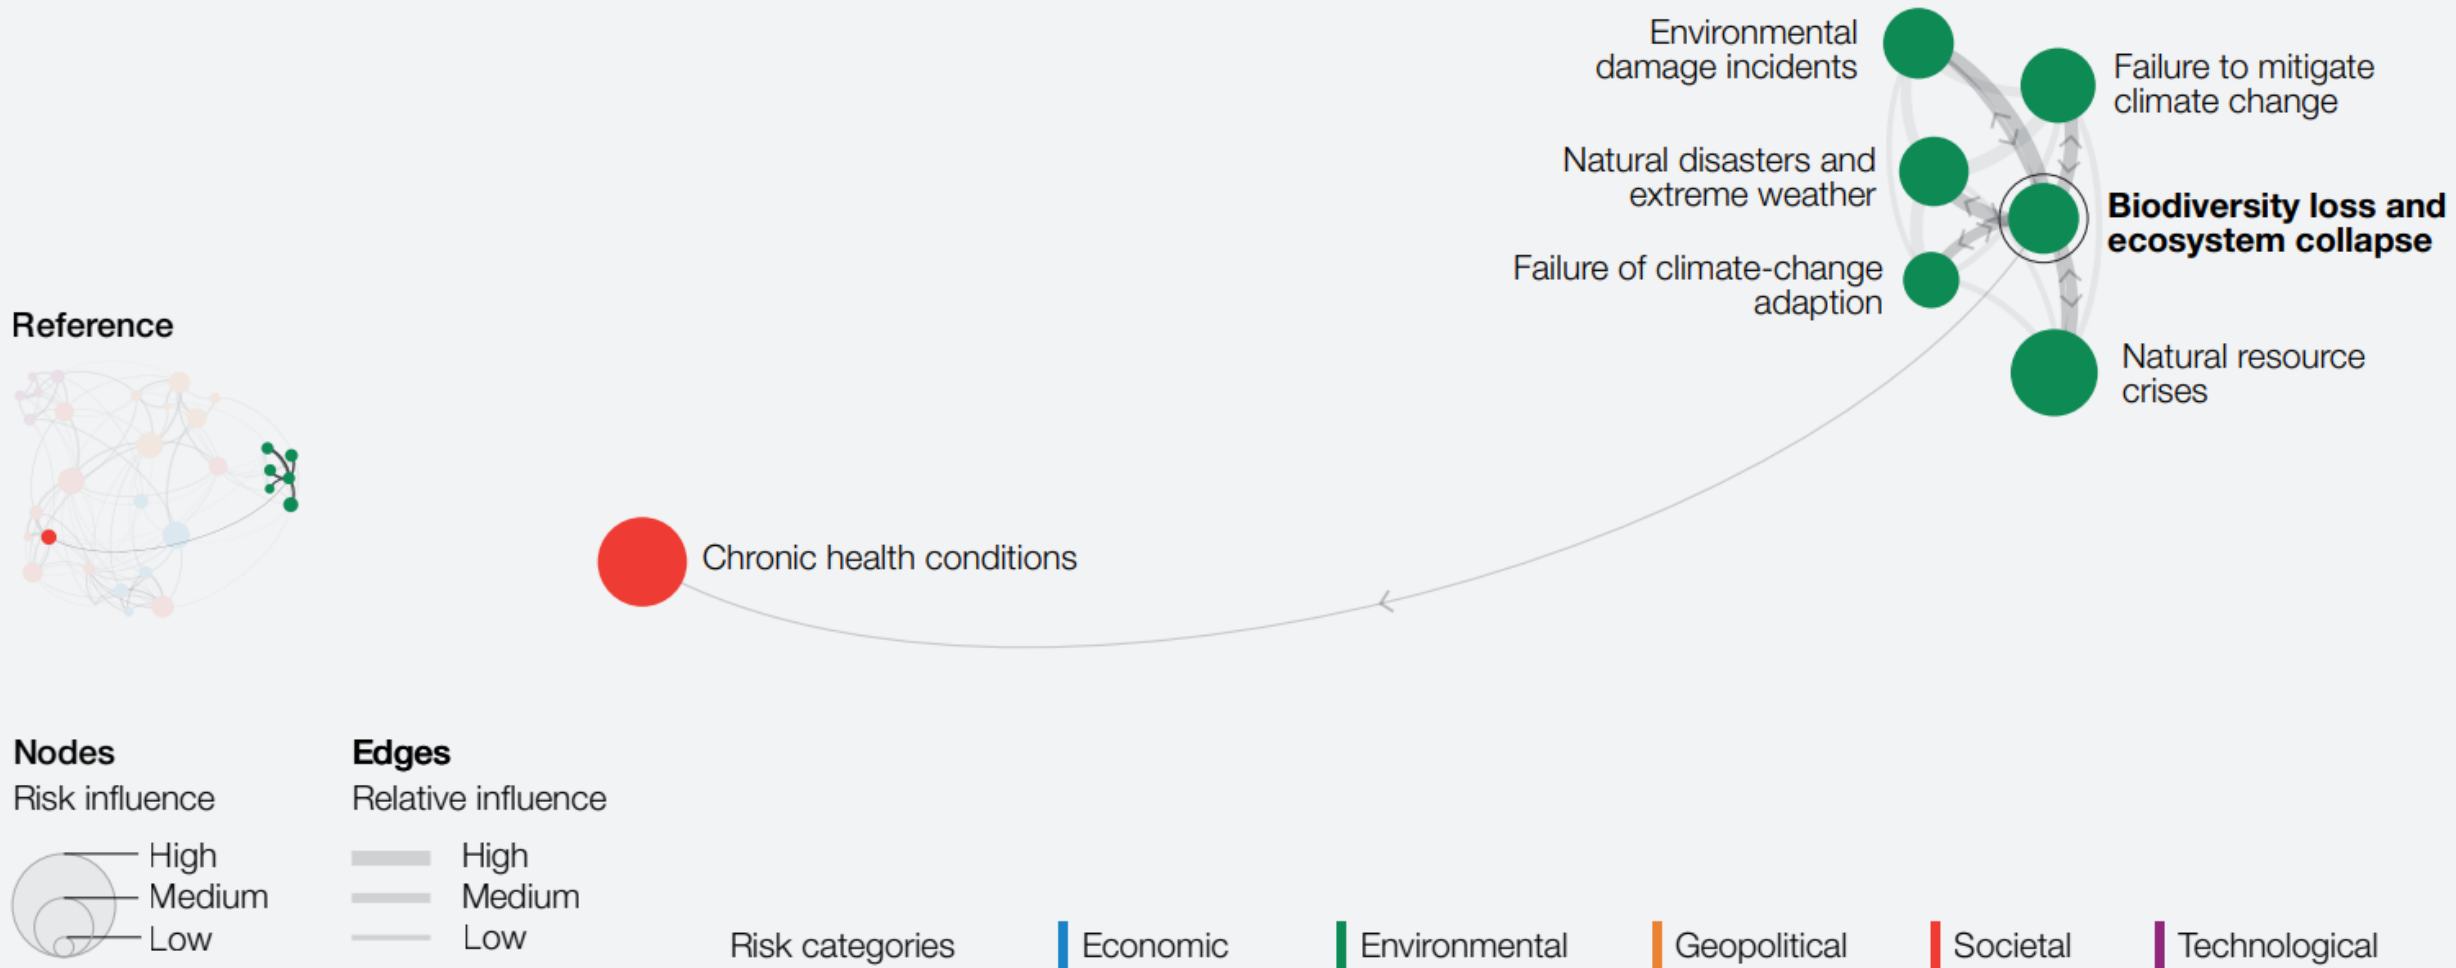 Environmental
damage incidents
Failure to mitigate
climate change
Natural disasters and
extreme weather
Biodiversity loss and
ecosystem collapse
Failure of climate-change
adaption
Natural resource
crises
Reference
Chronic health conditions
Nodes
Risk influence
High
Medium
Low
Edges
Relative influence
High
Medium
Low
Risk categories
Economic
Environmental
Geopolitical
Societal
Technological